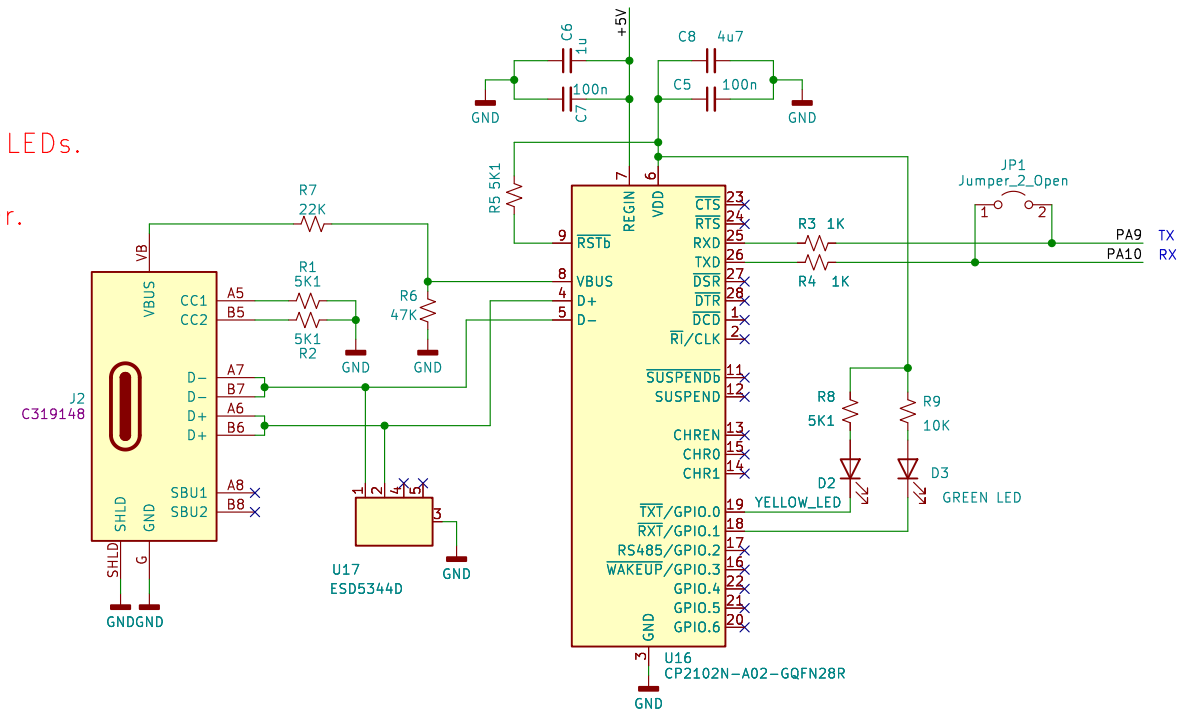 +5V
C6
1u
C8 4u7
100n
C7
C5 100n
GND
GND
LEDs.
r.
R5 5K1
7
6
REGIN
VDD
JP1
Jumper_2_Open
1 2
R7
22K
VB
VBUS
R1
5K1
5K1
R2
CC1 A5
CC2 B5
GND
R6
47K
GND
D- A7
D- B7
D+ A6
D+ B6
J2
C319148
SBU1 A8
SBU2 B8
SHLD
GND
SHLD
G
GND
GND
1
2
4
5
3
U17
ESD5344D
GND
9 RSTb
8 VBUS
4 D+
5 D-
CTS 23
RTS 24
RXD 25
TXD 26
DSR 27
DTR 28
DCD 1
RI/CLK 2
SUSPENDb 11
SUSPEND 12
CHREN 13
CHR0 15
CHR1 14
TXT/GPIO.0 19
RXT/GPIO.1 18
RS485/GPIO.2 17
WAKEUP/GPIO.3 16
GPIO.4 22
GPIO.5 21
GPIO.6 20
GND
3
U16
CP2102N-A02-GQFN28R
GND
R3 1K
R4 1K
PA9 TX
PA10 RX
R8
5K1
R9
10K
D2
YELLOW_LED
D3
GREEN LED